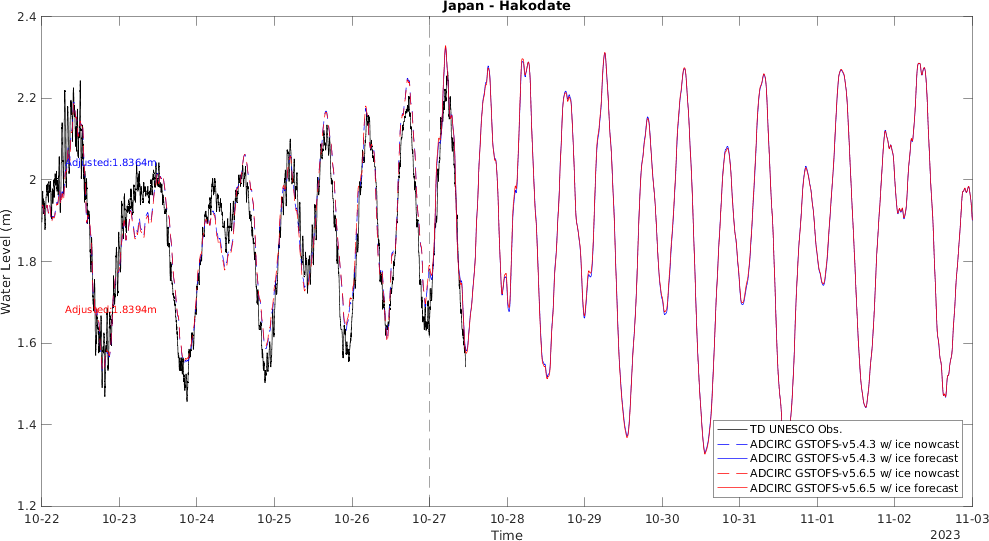 Japan - Hakodate
2.4
2.2
2
1.8
1.6
1.4
1.2
Water Level (m)
Adjusted:1.8364m
Adjusted:1.8394m
TD UNESCO Obs.
ADCIRC GSTOFS-v5.4.3 w/ ice nowcast
ADCIRC GSTOFS-v5.4.3 w/ ice forecast
ADCIRC GSTOFS-v5.6.5 w/ ice nowcast
ADCIRC GSTOFS-v5.6.5 w/ ice forecast
10-22 10-23 10-24 10-25 10-26 10-27 10-28 10-29 10-30 10-31 11-01 11-02 11-03
Time
2023